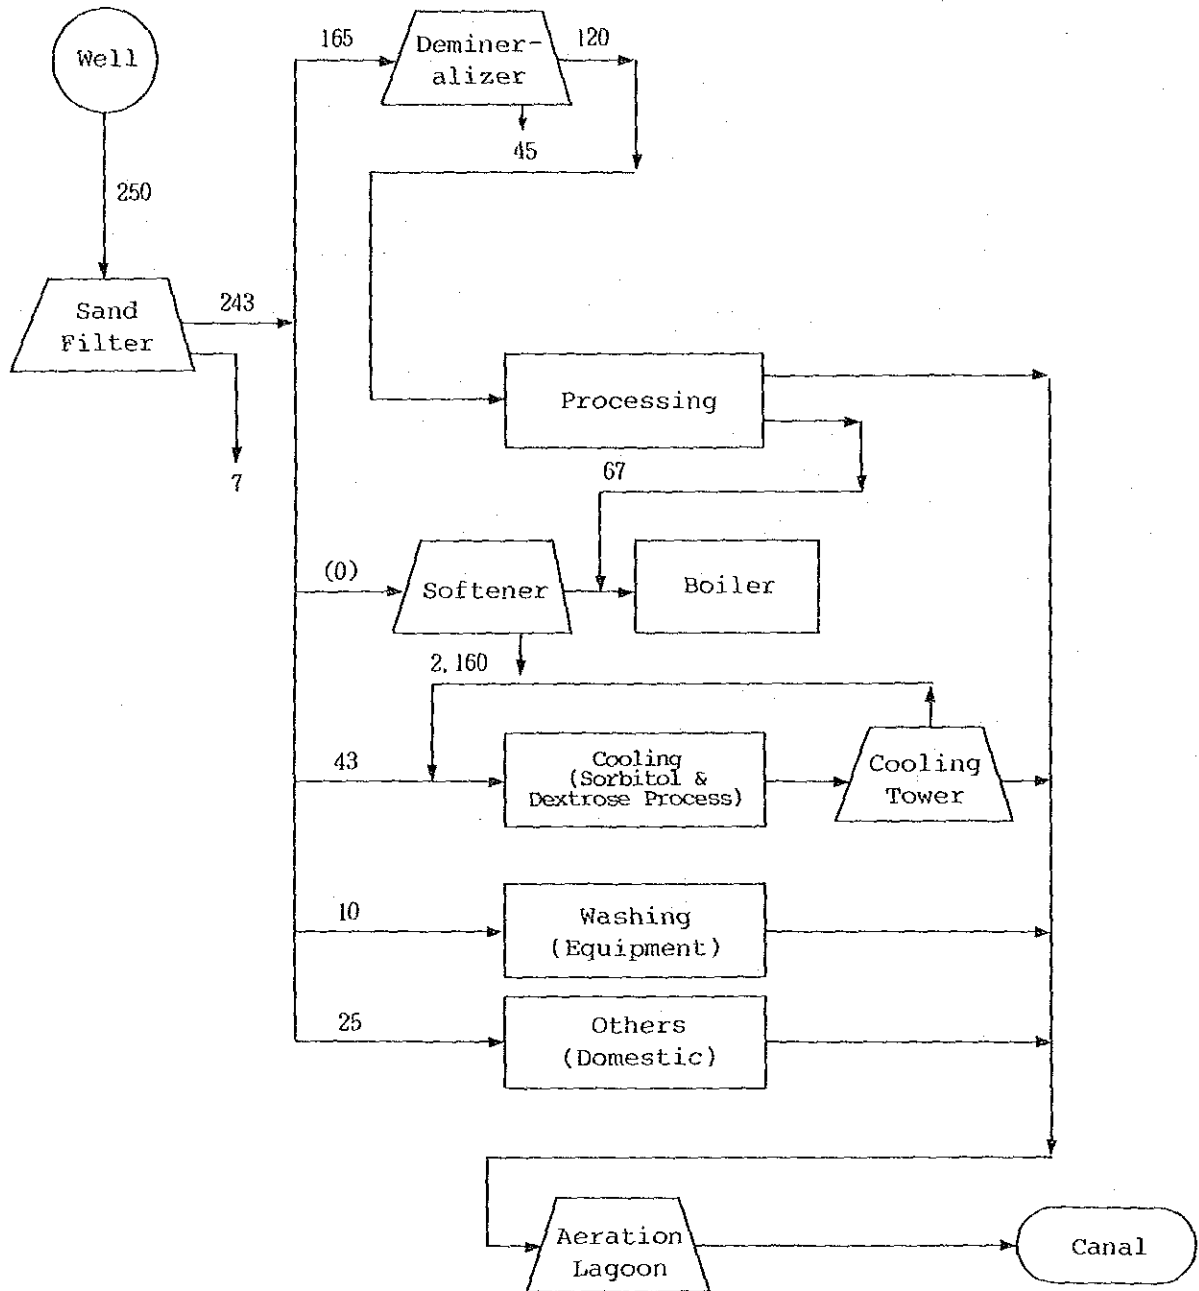 Well
165
Deminer-
alizer
120
45
250
Sand
Filter
243
7
Processing
67
(0)
Softener
Boiler
2,160
43
Cooling
(Sorbitol &
Dextrose Process)
Cooling
Tower
10
Washing
(Equipment)
25
Others
(Domestic)
Aeration
Lagoon
Canal